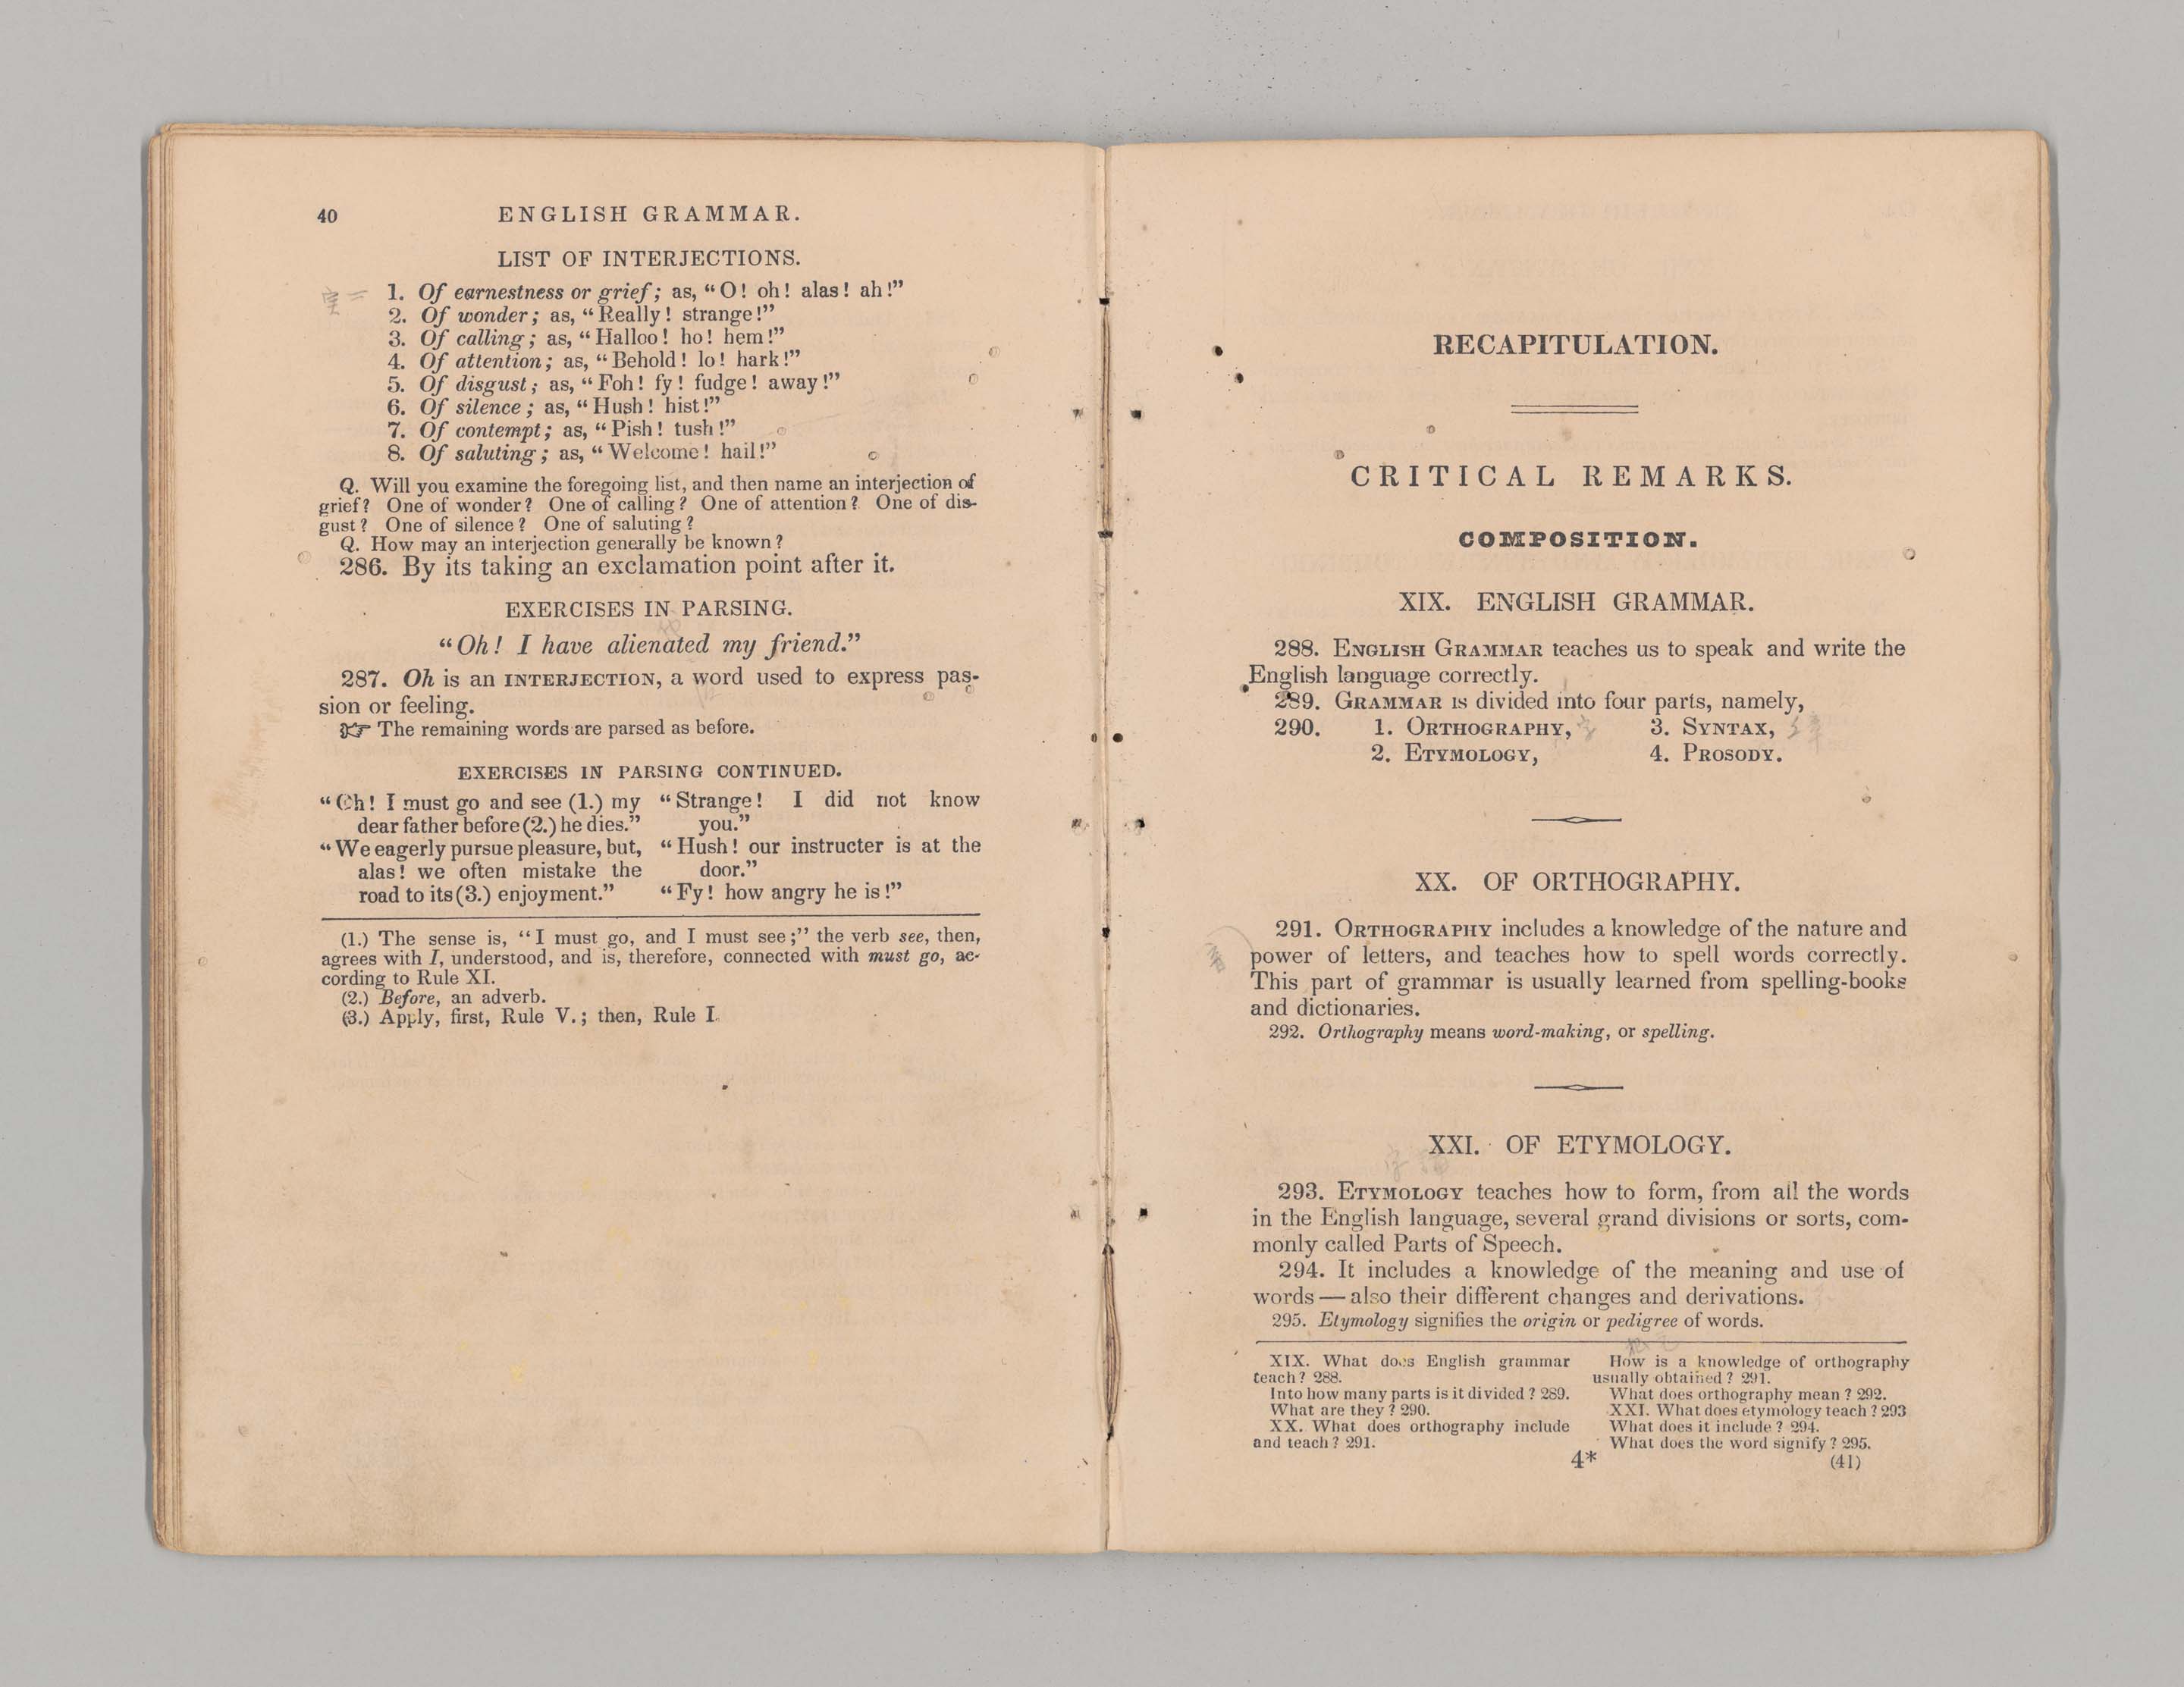 40
ENGLISH GRAMMAR.
LIST OF INTERJECTIONS.
1. Of earnestness or grief; as, “O! oh! alas! ah!”
2. Of wonder; as, “Really! strange!”
3. Of calling; as, “Halloo! ho! hem!”
4. Of attention; as, “Behold! lo! hark!”
5. Of disgust; as, “Foh! fy! fudge! away!”
6. Of silence; as, “Hush! hist!”
7. Of contempt; as, “Pish! tush!”
8. Of saluting; as, “Welcome! hail!”
Q. Will you examine the foregoing list, and then name an interjection of
grief? One of wonder? One of calling? One of attention? One of dis-
gust? One of silence? One of saluting?
Q. How may an interjection generally be known?
286. By its taking an exclamation point after it.
EXERCISES IN PARSING.
“Oh! I have alienated my friend.”
287. Oh is an INTERJECTION, a word used to express pas-
sion or feeling.
☞ The remaining words are parsed as before.
EXERCISES IN PARSING CONTINUED.
“Oh! I must go and see (1.) my
dear father before (2.) he dies.”
“We eagerly pursue pleasure, but,
alas! we often mistake the
road to its (3.) enjoyment.”
“Strange! I did not know
you.”
“Hush! our instructer is at the
door.”
“Fy! how angry he is!”
(1.) The sense is, “I must go, and I must see;” the verb see, then,
agrees with I, understood, and is, therefore, connected with must go, ac-
cording to Rule XI.
(2.) Before, an adverb.
(3.) Apply, first, Rule V.; then, Rule I.
RECAPITULATION.
CRITICAL REMARKS.
COMPOSITION.
XIX. ENGLISH GRAMMAR.
288. ENGLISH GRAMMAR teaches us to speak and write the
English language correctly.
289. GRAMMAR is divided into four parts, namely,
290. 1. ORTHOGRAPHY, 3. SYNTAX,
2. ETYMOLOGY, 4. PROSODY.
XX. OF ORTHOGRAPHY.
291. ORTHOGRAPHY includes a knowledge of the nature and
power of letters, and teaches how to spell words correctly.
This part of grammar is usually learned from spelling-books
and dictionaries.
292. Orthography means word-making, or spelling.
XXI. OF ETYMOLOGY.
293. ETYMOLOGY teaches how to form, from all the words
in the English language, several grand divisions or sorts, com-
monly called Parts of Speech.
294. It includes a knowledge of the meaning and use of
words — also their different changes and derivations.
295. Etymology signifies the origin or pedigree of words.
XIX. What does English grammar
teach? 288.
Into how many parts is it divided? 289.
What are they? 290.
XX. What does orthography include
and teach? 291.
How is a knowledge of orthography
usually obtained? 291.
What does orthography mean? 292.
XXI. What does etymology teach? 293
What does it include? 294.
What does the word signify? 295.
4*
(41)